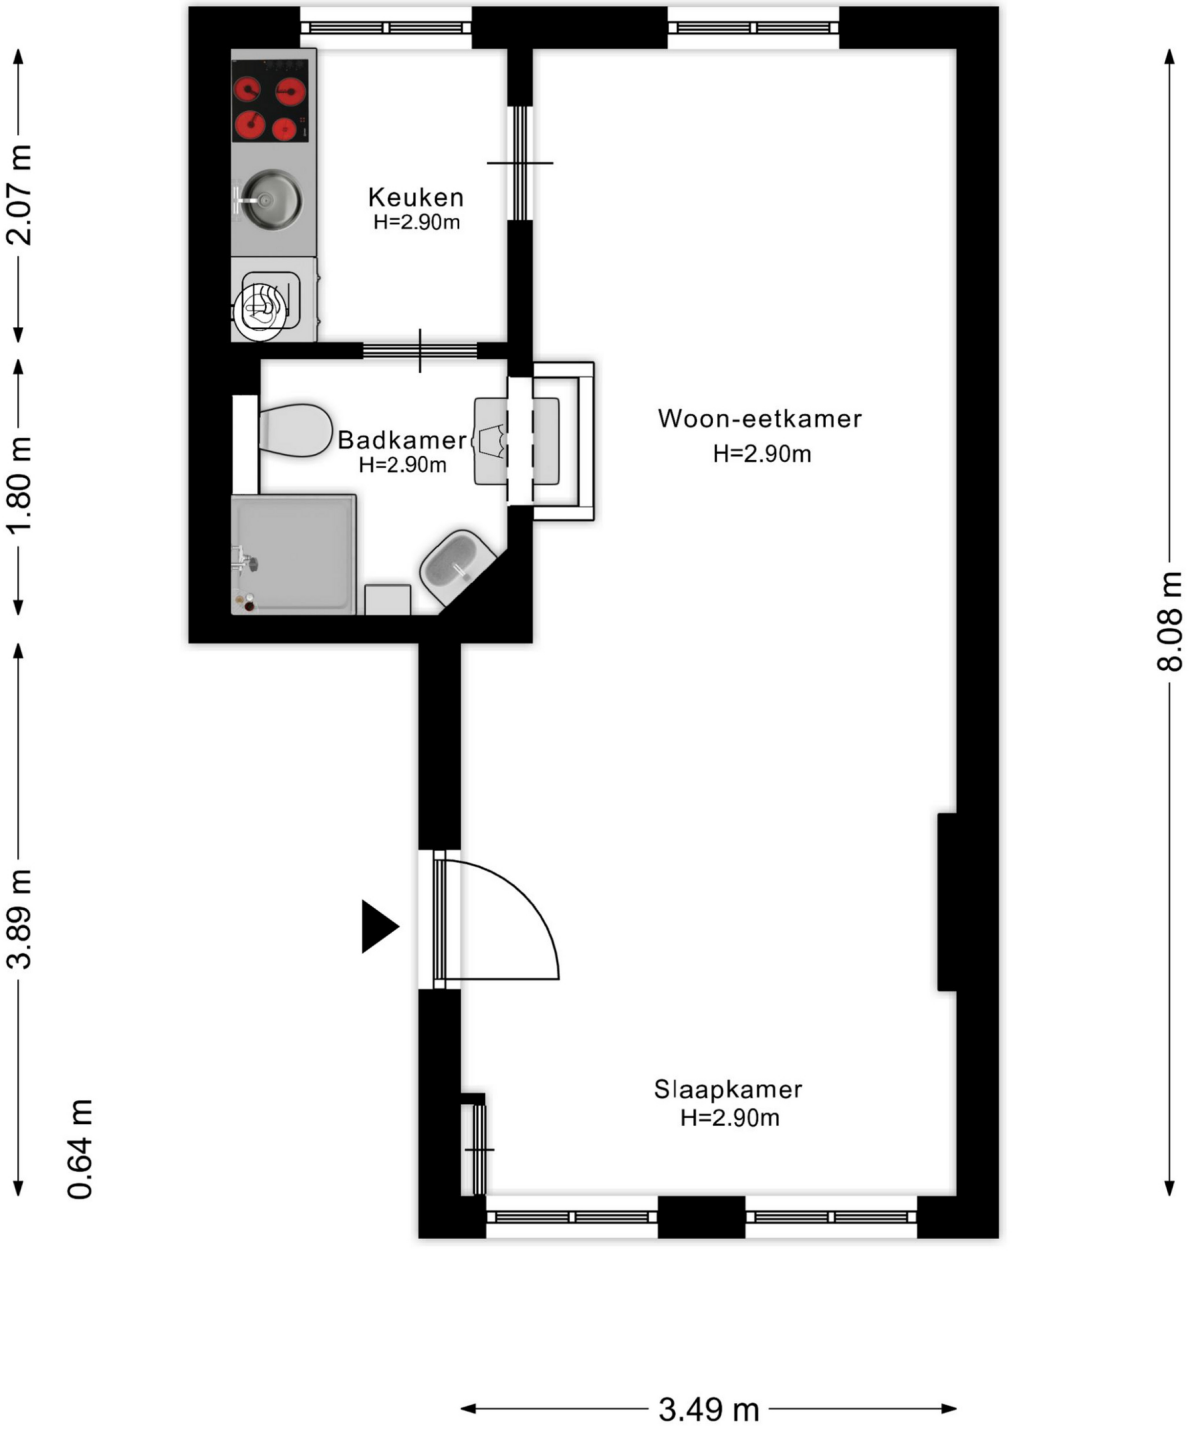 2.07 m
1.80 m
3.89 m
0.64 m
8.08 m
3.49 m
Keuken
H=2.90m
Badkamer
H=2.90m
Woon-eetkamer
H=2.90m
Slaapkamer
H=2.90m